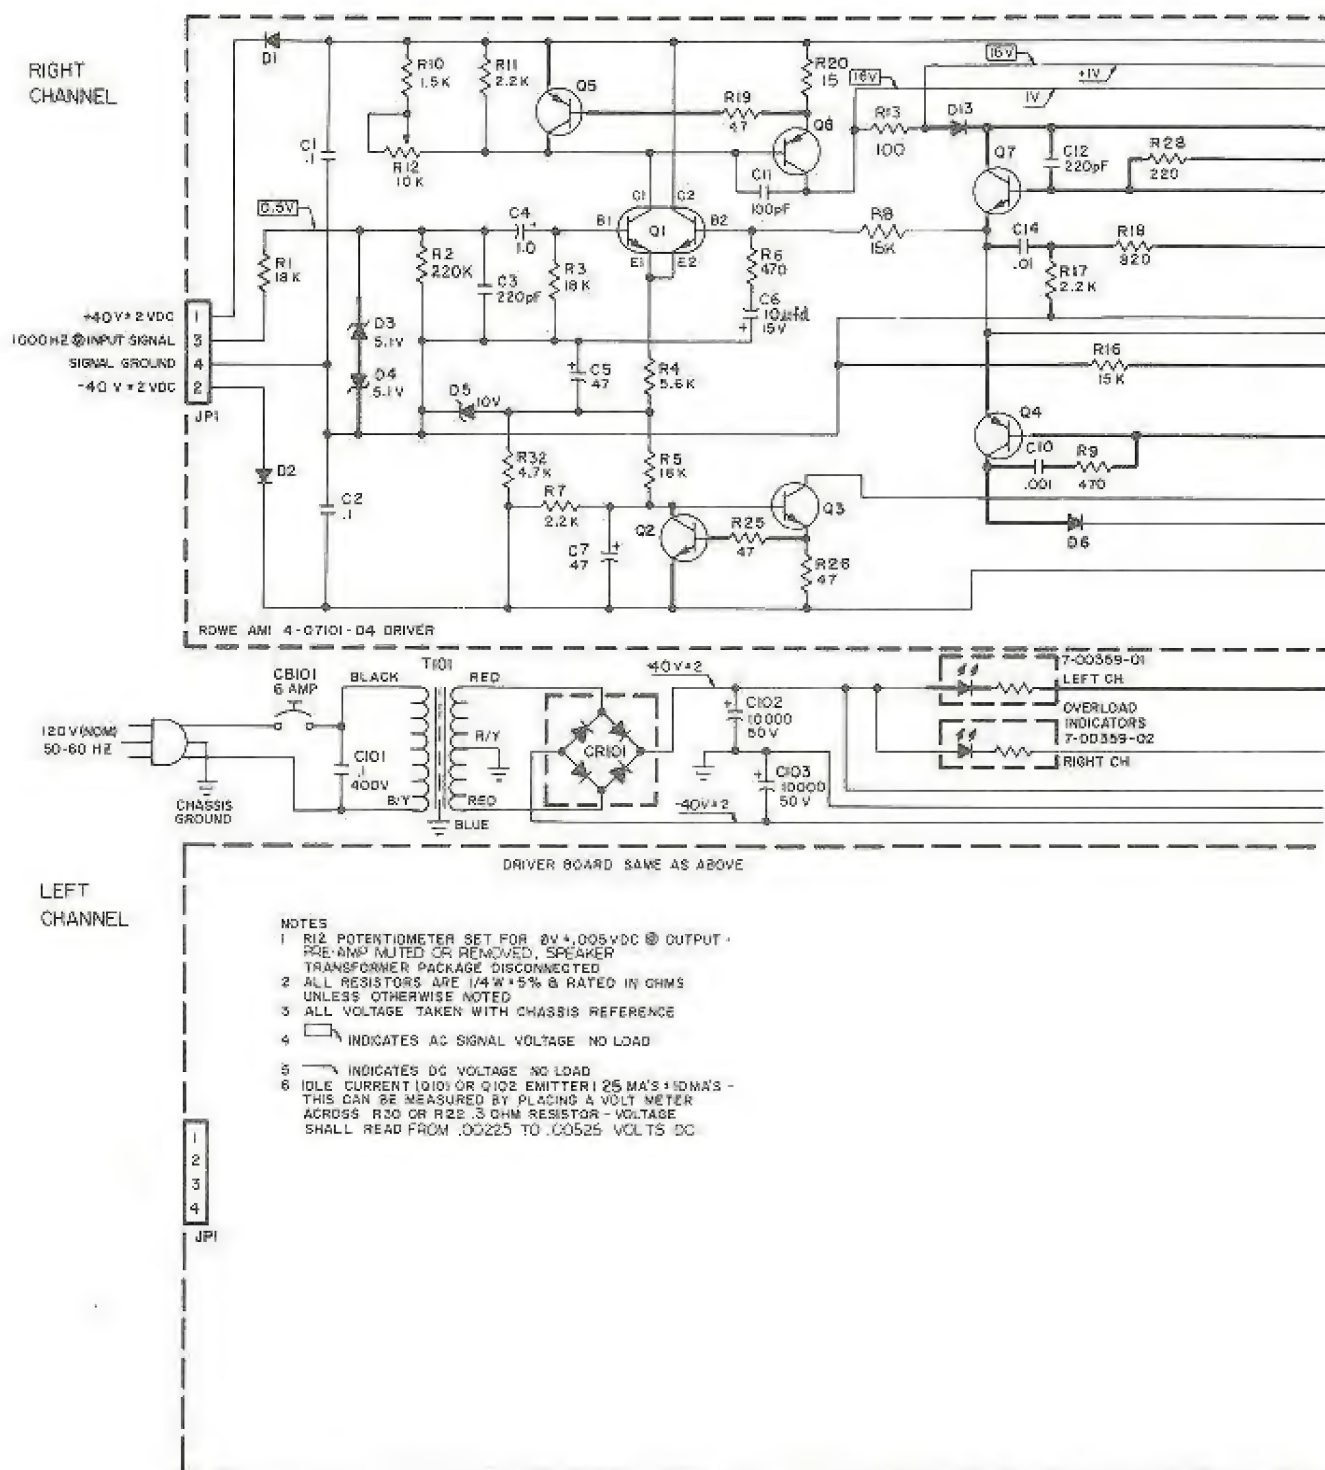 RIGHT
CHANNEL
D1
R10
1.5K
R11
2.2K
Q5
R19
47
R20
15
16V
16V
+1V
1V
Q6
R13
100
D13
Q7
C12
220pF
R28
220
C1
.1
R12
10K
C11
100pF
C1
C2
B1
Q1
B2
E1
E2
0.5V
R1
18K
R2
220K
C3
220pF
C4
+
1.0
R3
18K
R6
470
C6
10µfd
15V
+
R8
15K
C14
.01
R18
820
R17
2.2K
+40V±2VDC
1000HZ @ INPUT SIGNAL
SIGNAL GROUND
-40V±2VDC
1
3
4
2
JP1
D3
5.1V
D4
5.1V
D5
10V
+
C5
47
R4
5.6K
R16
15K
Q4
C10
.001
R9
470
D6
D2
C2
.1
R32
4.7K
R7
2.2K
C7
47
+
R5
18K
Q2
R25
47
Q3
R26
47
ROWE AMI 4-07101-04 DRIVER
CB101
6 AMP
120V(NOM)
50-60 HZ
CHASSIS
GROUND
C101
.1
400V
BLACK
B/Y
T101
RED
R/Y
RED
BLUE
CR101
+40V±2
+
C102
10000
50V
+
C103
10000
50V
-40V±2
7-00359-01
LEFT CH
OVERLOAD
INDICATORS
7-00359-02
RIGHT CH
DRIVER BOARD SAME AS ABOVE
LEFT
CHANNEL
NOTES
1 R12 POTENTIOMETER SET FOR 0V±.005VDC @ OUTPUT -
PRE-AMP MUTED OR REMOVED, SPEAKER
TRANSFORMER PACKAGE DISCONNECTED
2 ALL RESISTORS ARE 1/4W±5% & RATED IN OHMS
UNLESS OTHERWISE NOTED
3 ALL VOLTAGE TAKEN WITH CHASSIS REFERENCE
4 INDICATES AC SIGNAL VOLTAGE NO LOAD
5 INDICATES DC VOLTAGE NO LOAD
6 IDLE CURRENT (Q101 OR Q102 EMITTER) 25 MA'S ±10MA'S -
THIS CAN BE MEASURED BY PLACING A VOLT METER
ACROSS R30 OR R22 .3 OHM RESISTOR - VOLTAGE
SHALL READ FROM .00225 TO .00525 VOLTS DC
1
2
3
4
JP1